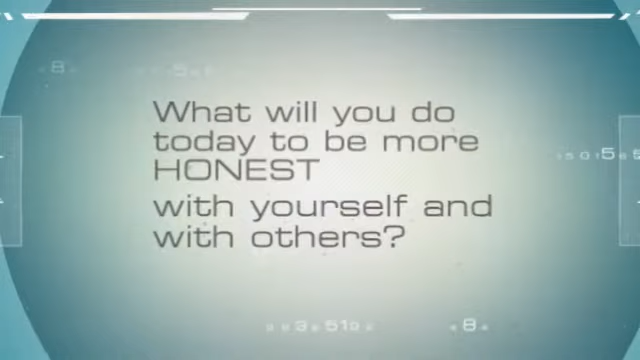 What will you do
today to be more
HONEST
with yourself and
with others?